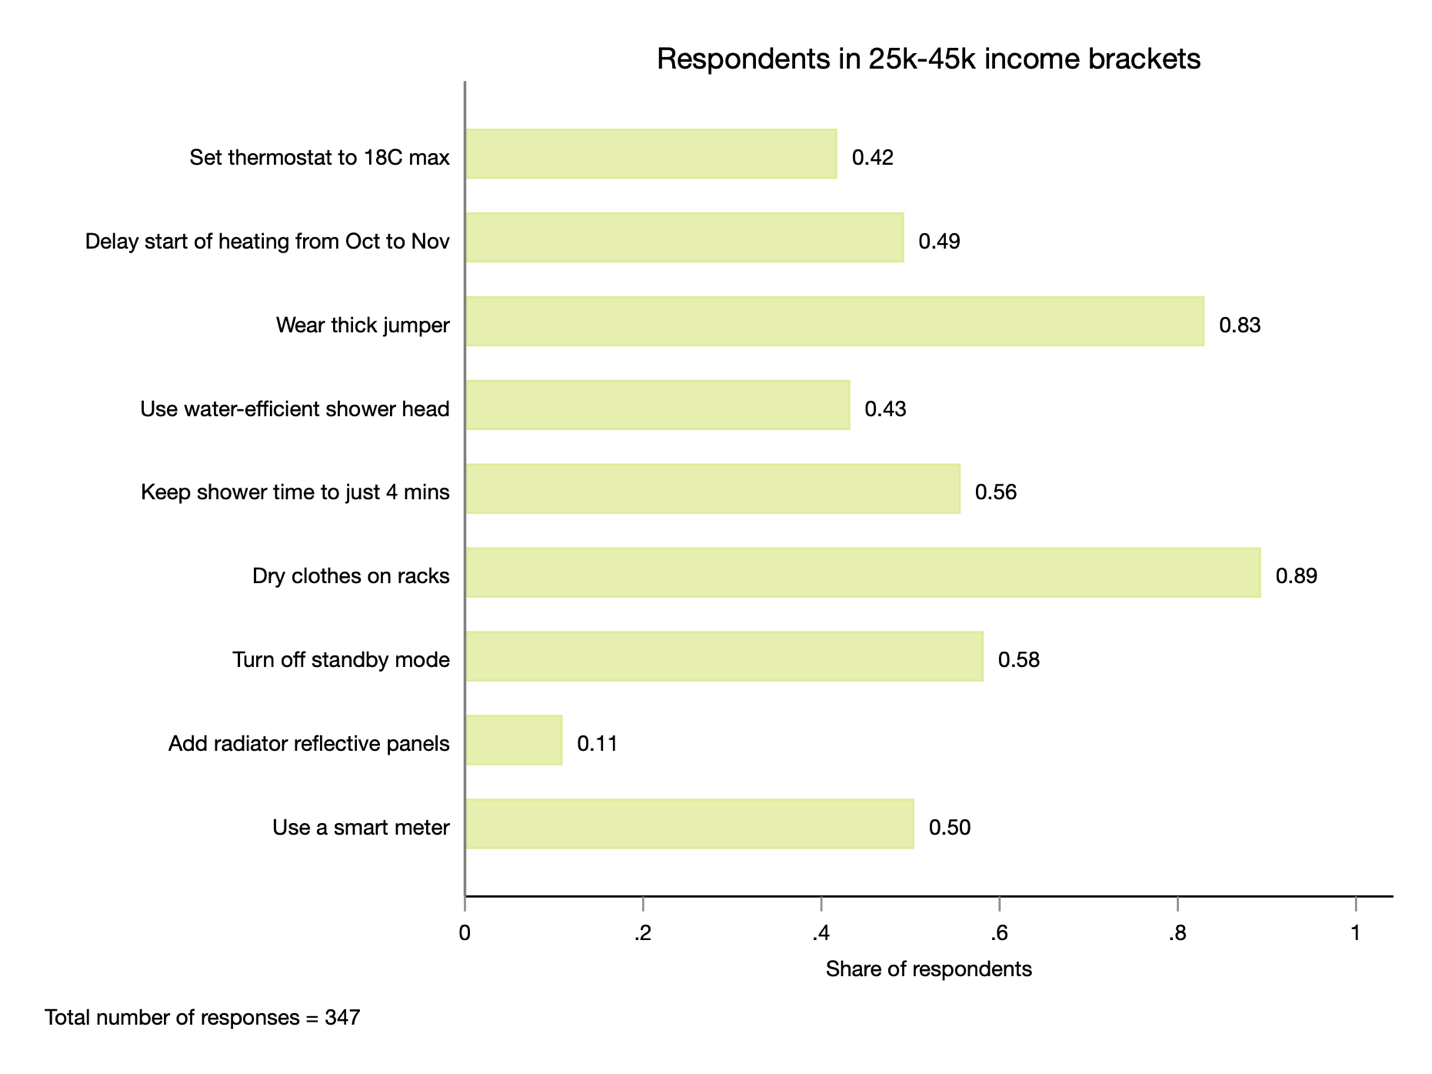 Respondents in 25k-45k income brackets
Set thermostat to 18C max 0.42
Delay start of heating from Oct to Nov 0.49
Wear thick jumper 0.83
Use water-efficient shower head 0.43
Keep shower time to just 4 mins 0.56
Dry clothes on racks 0.89
Turn off standby mode 0.58
Add radiator reflective panels 0.11
Use a smart meter 0.50
0 .2 .4 .6 .8 1
Share of respondents
Total number of responses = 347